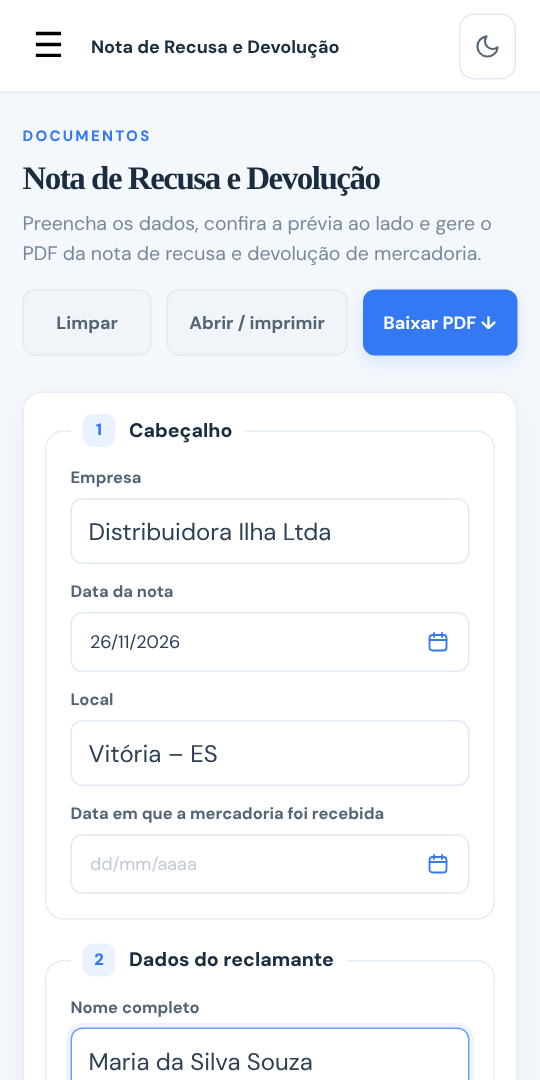 Nota de Recusa e Devolução
DOCUMENTOS
Nota de Recusa e Devolução
Preencha os dados, confira a prévia ao lado e gere o
PDF da nota de recusa e devolução de mercadoria.
Limpar
Abrir / imprimir
Baixar PDF ↓
1 Cabeçalho
Empresa
Distribuidora Ilha Ltda
Data da nota
26/11/2026
Local
Vitória – ES
Data em que a mercadoria foi recebida
dd/mm/aaaa
2 Dados do reclamante
Nome completo
Maria da Silva Souza